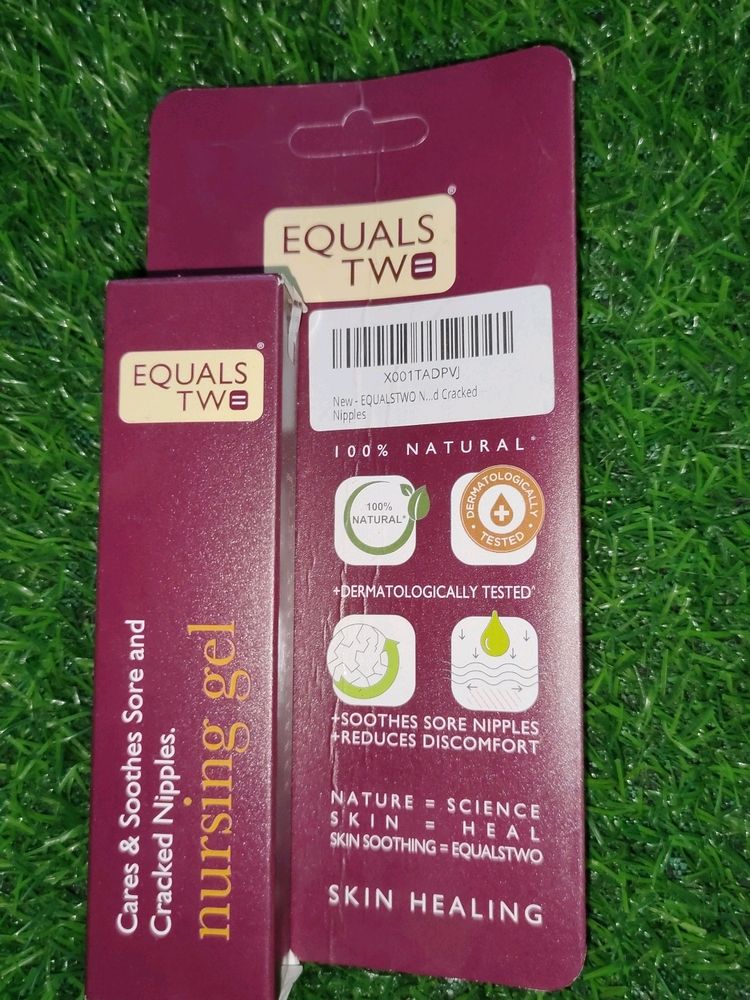 EQUALS
TWO
®
X001TADPVJ
New - EQUALSTWO N...d Cracked
Nipples
100% NATURAL*
100%
NATURAL*
DERMATOLOGICALLY
TESTED
+DERMATOLOGICALLY TESTED^
+SOOTHES SORE NIPPLES
+REDUCES DISCOMFORT
NATURE = SCIENCE
SKIN = HEAL
SKIN SOOTHING = EQUALSTWO
SKIN HEALING
EQUALS
TWO
®
Cares & Soothes Sore and
Cracked Nipples.
nursing gel